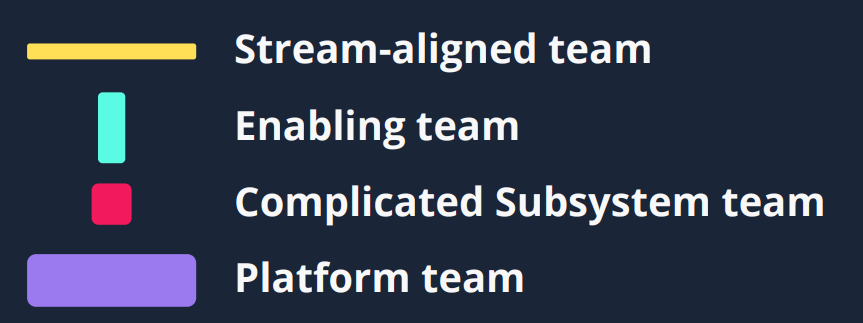 Stream-aligned team
Enabling team
Complicated Subsystem team
Platform team